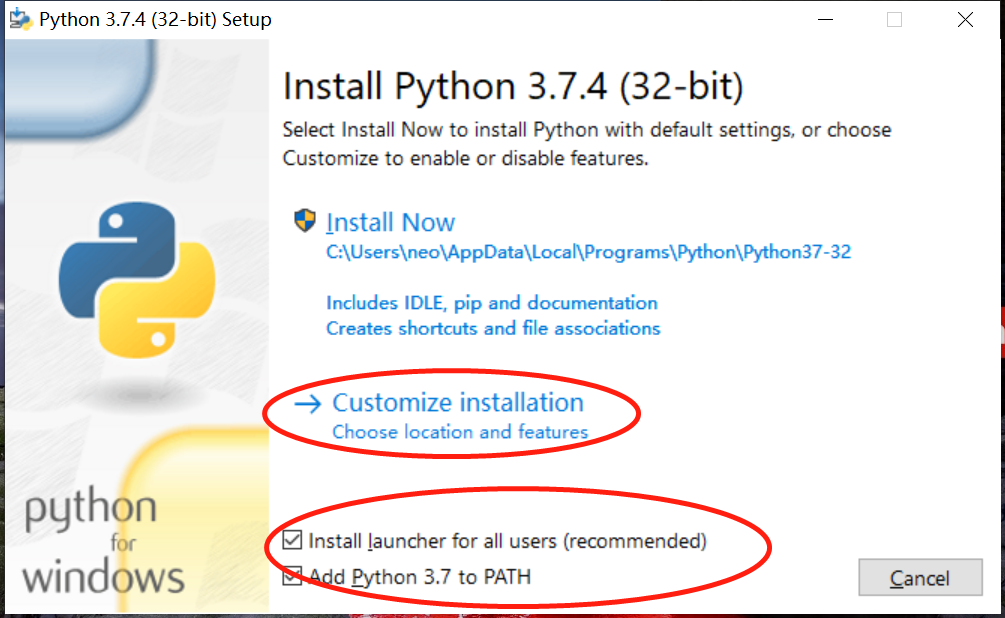 Python 3.7.4 (32-bit) Setup
Install Python 3.7.4 (32-bit)
Select Install Now to install Python with default settings, or choose
Customize to enable or disable features.
Install Now
C:\Users\neo\AppData\Local\Programs\Python\Python37-32
Includes IDLE, pip and documentation
Creates shortcuts and file associations
Customize installation
Choose location and features
python
for
windows
Install launcher for all users (recommended)
Add Python 3.7 to PATH
Cancel